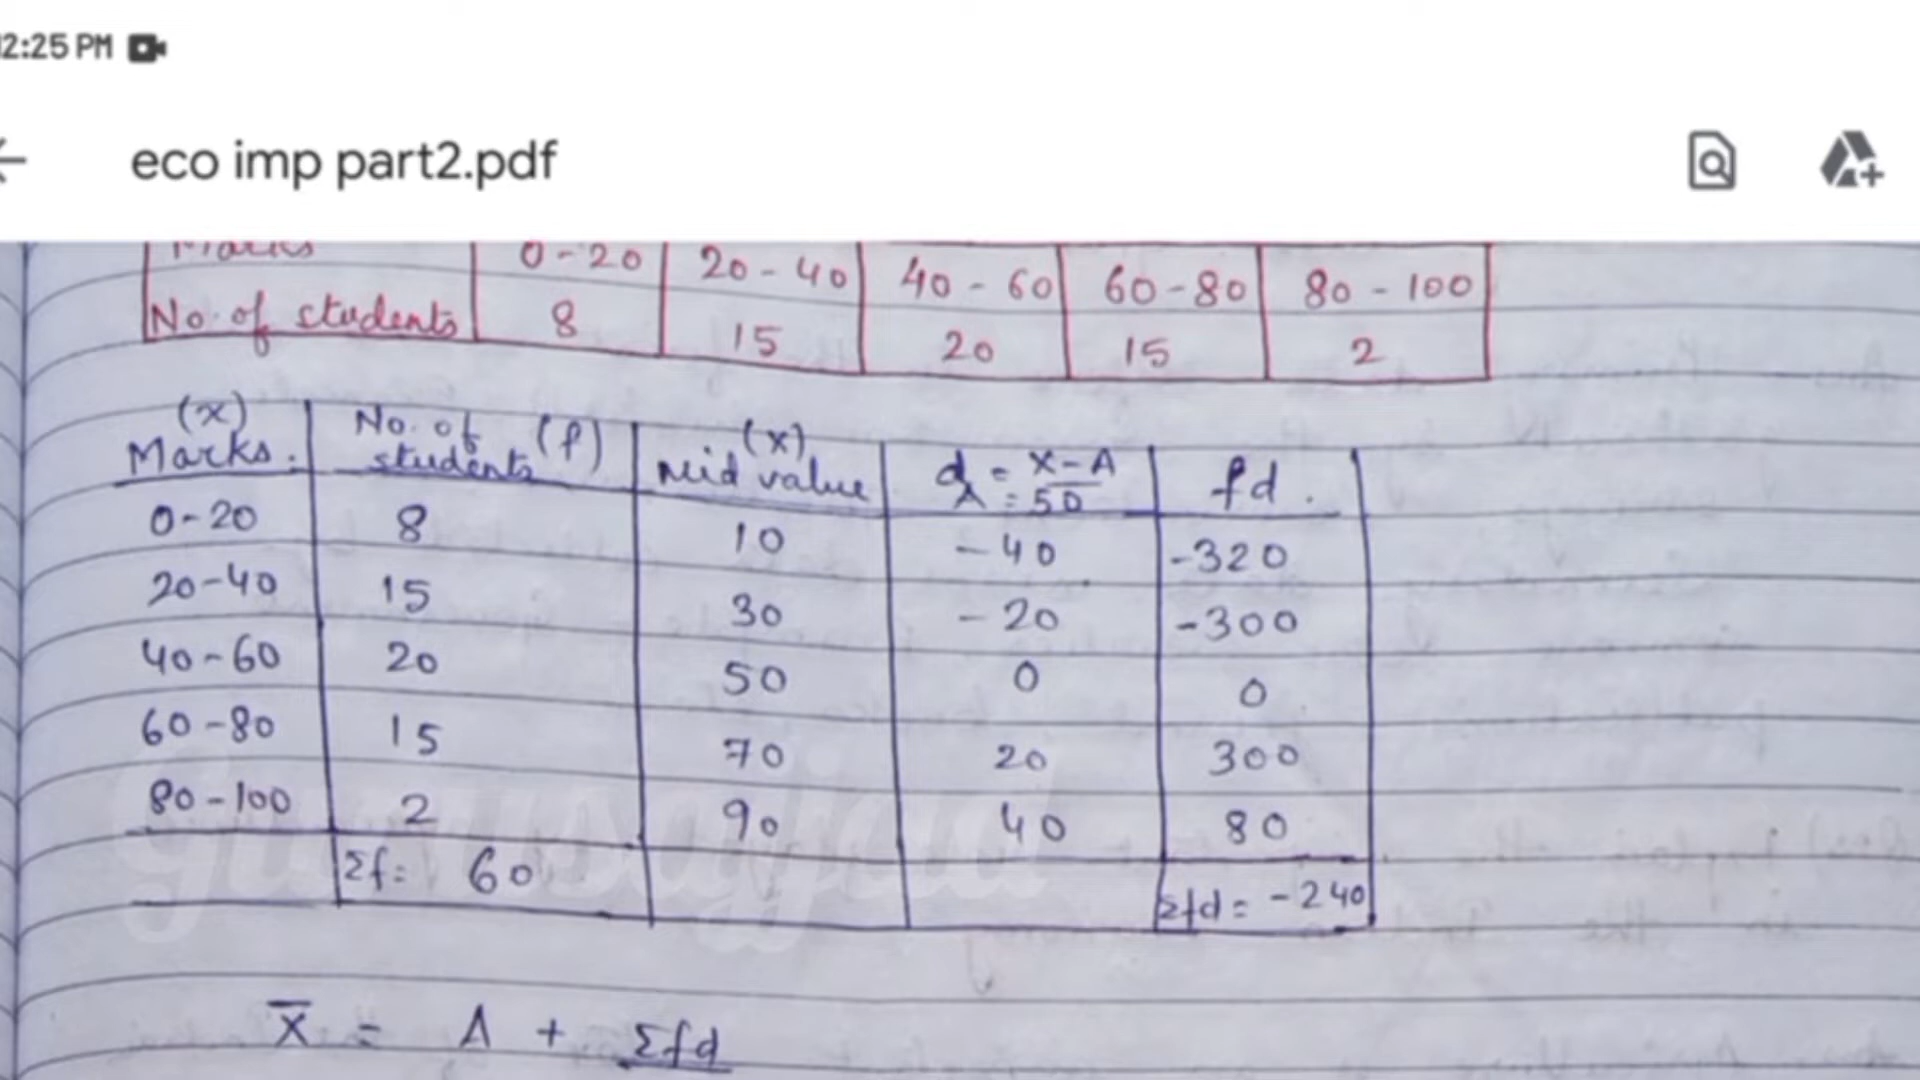 2:25 PM
eco imp part2.pdf
Marks 0-20 20-40 40-60 60-80 80-100
No. of students 8 15 20 15 2
(x) Marks. No. of students (f) (x) mid value d = x-A A = 50 fd.
0-20 8 10 -40 -320
20-40 15 30 -20 -300
40-60 20 50 0 0
60-80 15 70 20 300
80-100 2 90 40 80
Σf= 60 Σfd = -240
X̄ = A + Σfd